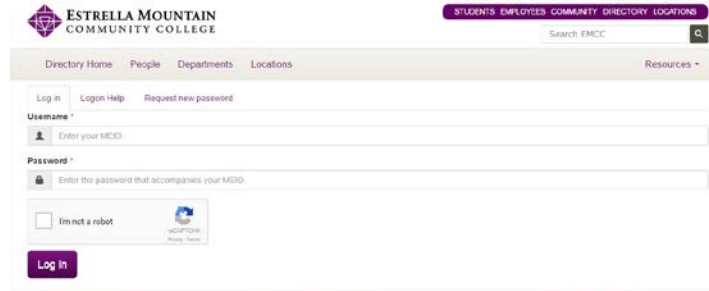 ESTRELLA MOUNTAIN
COMMUNITY COLLEGE
STUDENTS EMPLOYEES COMMUNITY DIRECTORY LOCATIONS
Search EMCC
Directory Home People Departments Locations Resources
Log in Logon Help Request new password
Username *
Enter your MEID.
Password *
Enter the password that accompanies your MEID.
I'm not a robot
reCAPTCHA
Privacy - Terms
Log in